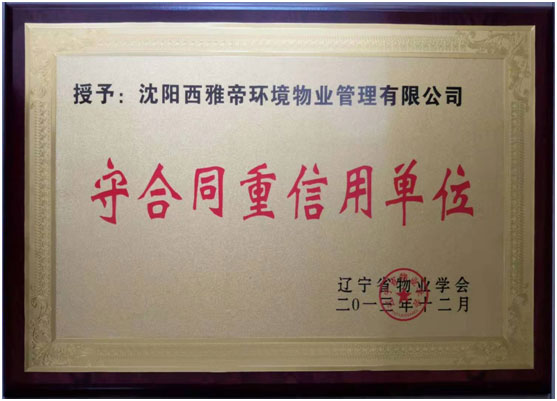 授予：沈阳西雅帝环境物业管理有限公司
守合同重信用单位
辽宁省物业学会
二〇一三年十二月